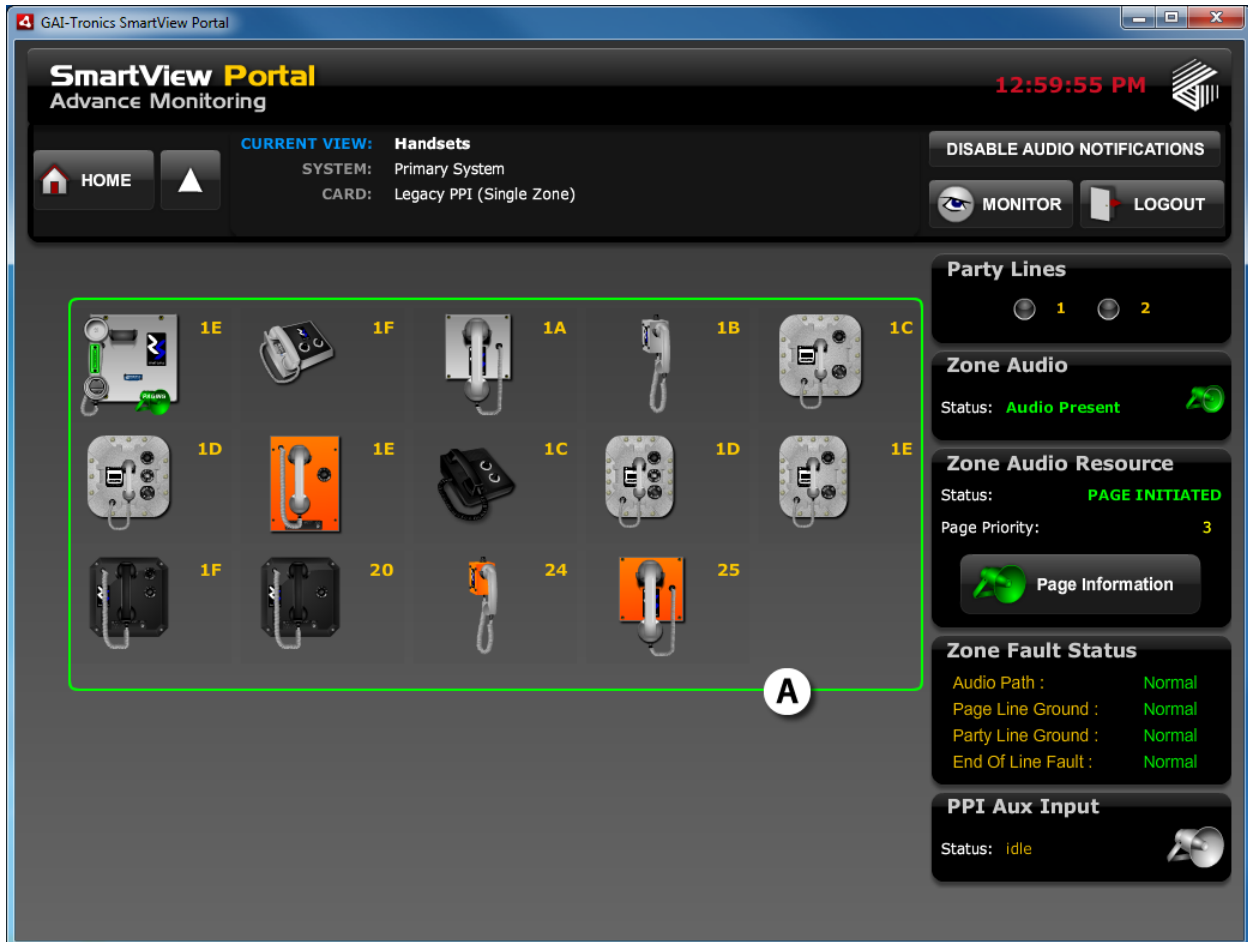 GAI-Tronics SmartView Portal
SmartView Portal
Advance Monitoring
12:59:55 PM
HOME
CURRENT VIEW: Handsets
SYSTEM: Primary System
CARD: Legacy PPI (Single Zone)
DISABLE AUDIO NOTIFICATIONS
MONITOR
LOGOUT
1E 1F 1A 1B 1C
1D 1E 1C 1D 1E
1F 20 24 25
A
Party Lines
1 2
Zone Audio
Status: Audio Present
Zone Audio Resource
Status: PAGE INITIATED
Page Priority: 3
Page Information
Zone Fault Status
Audio Path : Normal
Page Line Ground : Normal
Party Line Ground : Normal
End Of Line Fault : Normal
PPI Aux Input
Status: idle